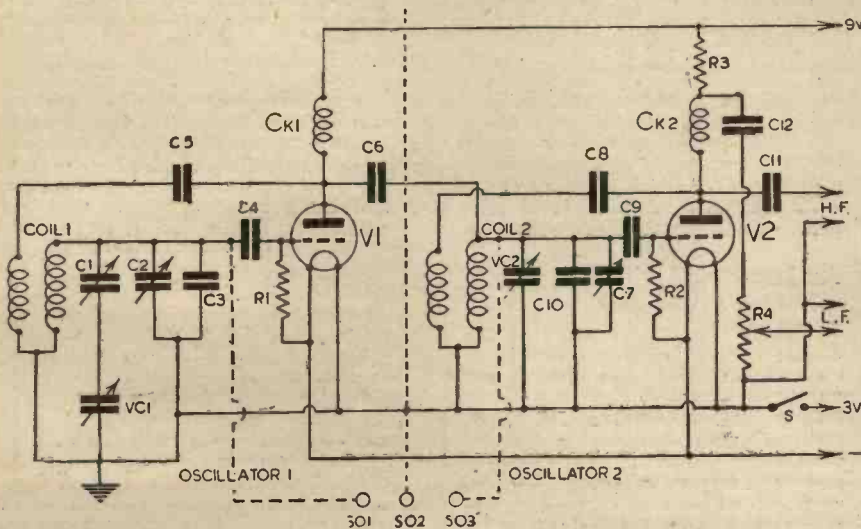 9V
R3
CK1
CK2
C12
C5
C6
C8
C11
H.F.
COIL 1
C4
V1
COIL 2
C9
V2
C1
C2
C3
R1
VC2
C10
C7
R2
R4
L.F.
VC1
S
3V
OSCILLATOR 1
OSCILLATOR 2
SO1
SO2
SO3